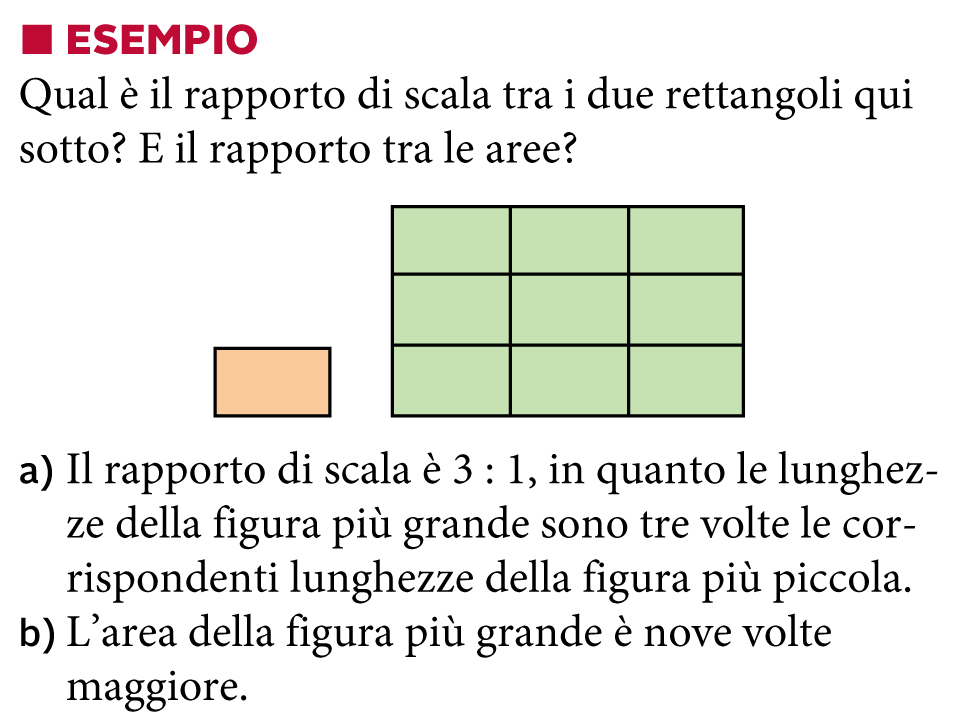 ■ ESEMPIO
Qual è il rapporto di scala tra i due rettangoli qui
sotto? E il rapporto tra le aree?
a) Il rapporto di scala è 3 : 1, in quanto le lunghez-
ze della figura più grande sono tre volte le cor-
rispondenti lunghezze della figura più piccola.
b) L’area della figura più grande è nove volte
maggiore.